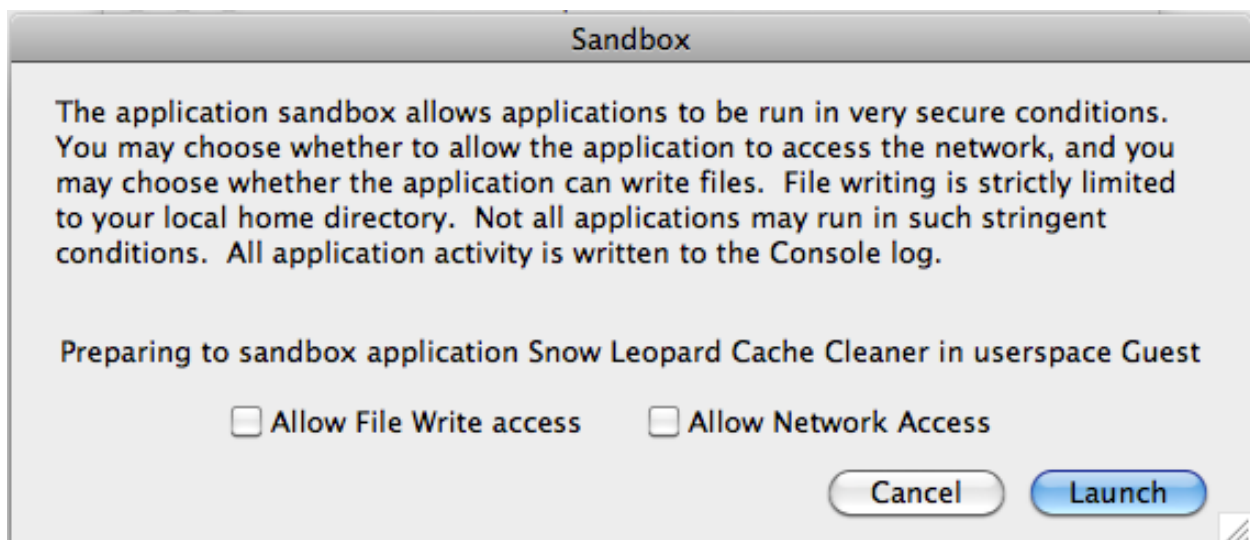 Sandbox
The application sandbox allows applications to be run in very secure conditions.
You may choose whether to allow the application to access the network, and you
may choose whether the application can write files.  File writing is strictly limited
to your local home directory.  Not all applications may run in such stringent
conditions.  All application activity is written to the Console log.
Preparing to sandbox application Snow Leopard Cache Cleaner in userspace Guest
Allow File Write access
Allow Network Access
Cancel
Launch